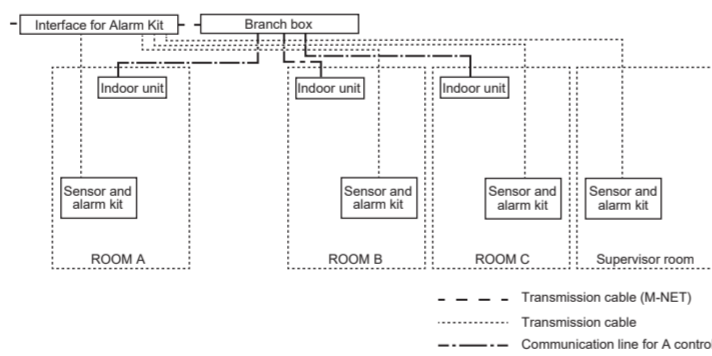 Interface for Alarm Kit
Branch box
Indoor unit
Indoor unit
Indoor unit
Sensor and
alarm kit
Sensor and
alarm kit
Sensor and
alarm kit
Sensor and
alarm kit
ROOM A
ROOM B
ROOM C
Supervisor room
Transmission cable (M-NET)
Transmission cable
Communication line for A control